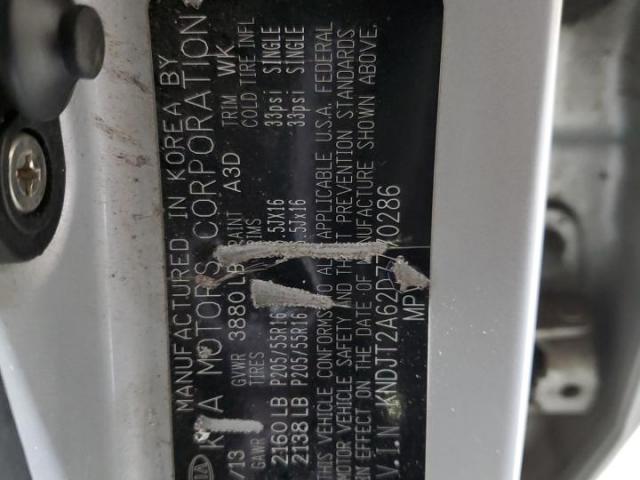 MANUFACTURED IN KOREA BY
KIA MOTORS CORPORATION
/13 GVWR 3880 LB PAINT A3D TRIM WK
GAWR TIRES RIMS COLD TIRE INFL
2160 LB P205/55R16 .5JX16 33psi SINGLE
2138 LB P205/55R16 .5JX16 33psi SINGLE
THIS VEHICLE CONFORMS TO ALL APPLICABLE U.S.A. FEDERAL
MOTOR VEHICLE SAFETY AND THEFT PREVENTION STANDARDS
IN EFFECT ON THE DATE OF MANUFACTURE SHOWN ABOVE.
V.I.N KNDJT2A62D 0286
MPV